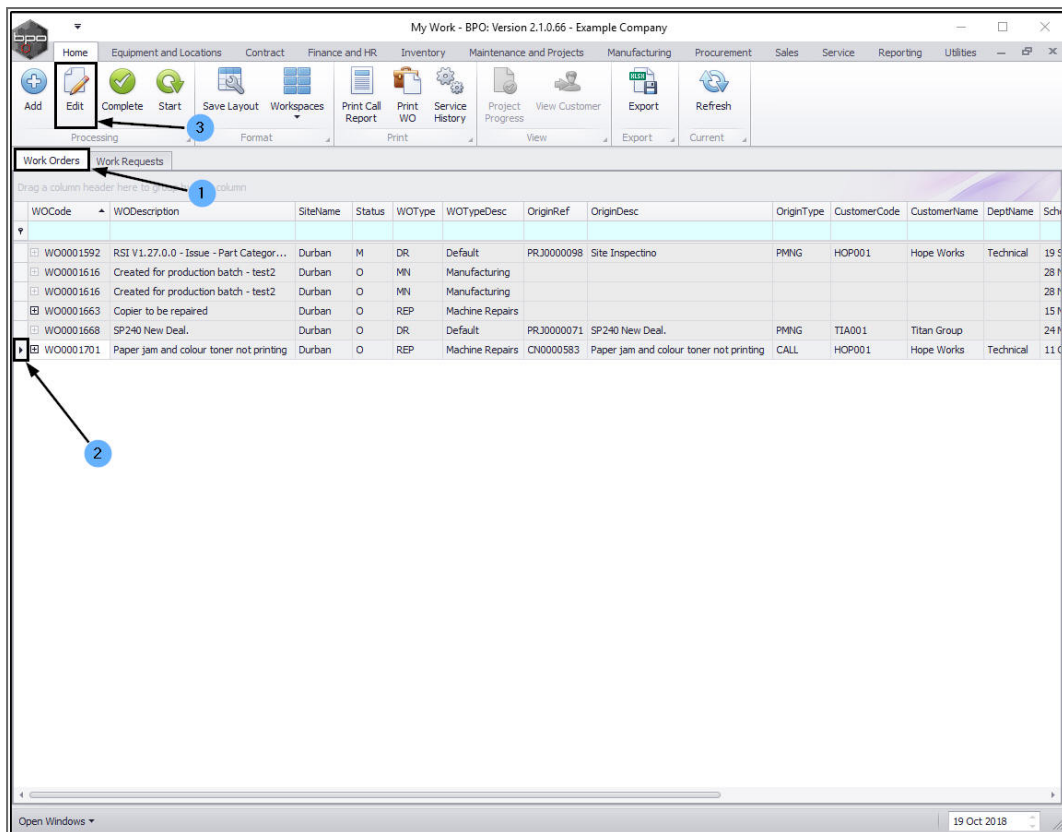 bpo
My Work - BPO: Version 2.1.0.66 - Example Company
Home Equipment and Locations Contract Finance and HR Inventory Maintenance and Projects Manufacturing Procurement Sales Service Reporting Utilities
Add Edit Complete Start Save Layout Workspaces Print Call Report Print WO Service History Project Progress View Customer Export Refresh
3
Processing Format Print View Export Current
Work Orders Work Requests
1
Drag a column header here to column
WOCode WODescription SiteName Status WOType WOTypeDesc OriginRef OriginDesc OriginType CustomerCode CustomerName DeptName
WO0001592 RSI V1.27.0.0 - Issue - Part Categor... Durban M DR Default PRJ0000098 Site Inspectino PMNG HOP001 Hope Works Technical 19
WO0001616 Created for production batch - test2 Durban O MN Manufacturing 28
WO0001616 Created for production batch - test2 Durban O MN Manufacturing 28
WO0001663 Copier to be repaired Durban O REP Machine Repairs 15
WO0001668 SP240 New Deal. Durban O DR Default PRJ0000071 SP240 New Deal. PMNG TIA001 Titan Group 24
WO0001701 Paper jam and colour toner not printing Durban O REP Machine Repairs CN0000583 Paper jam and colour toner not printing CALL HOP001 Hope Works Technical 11
2
Open Windows 19 Oct 2018